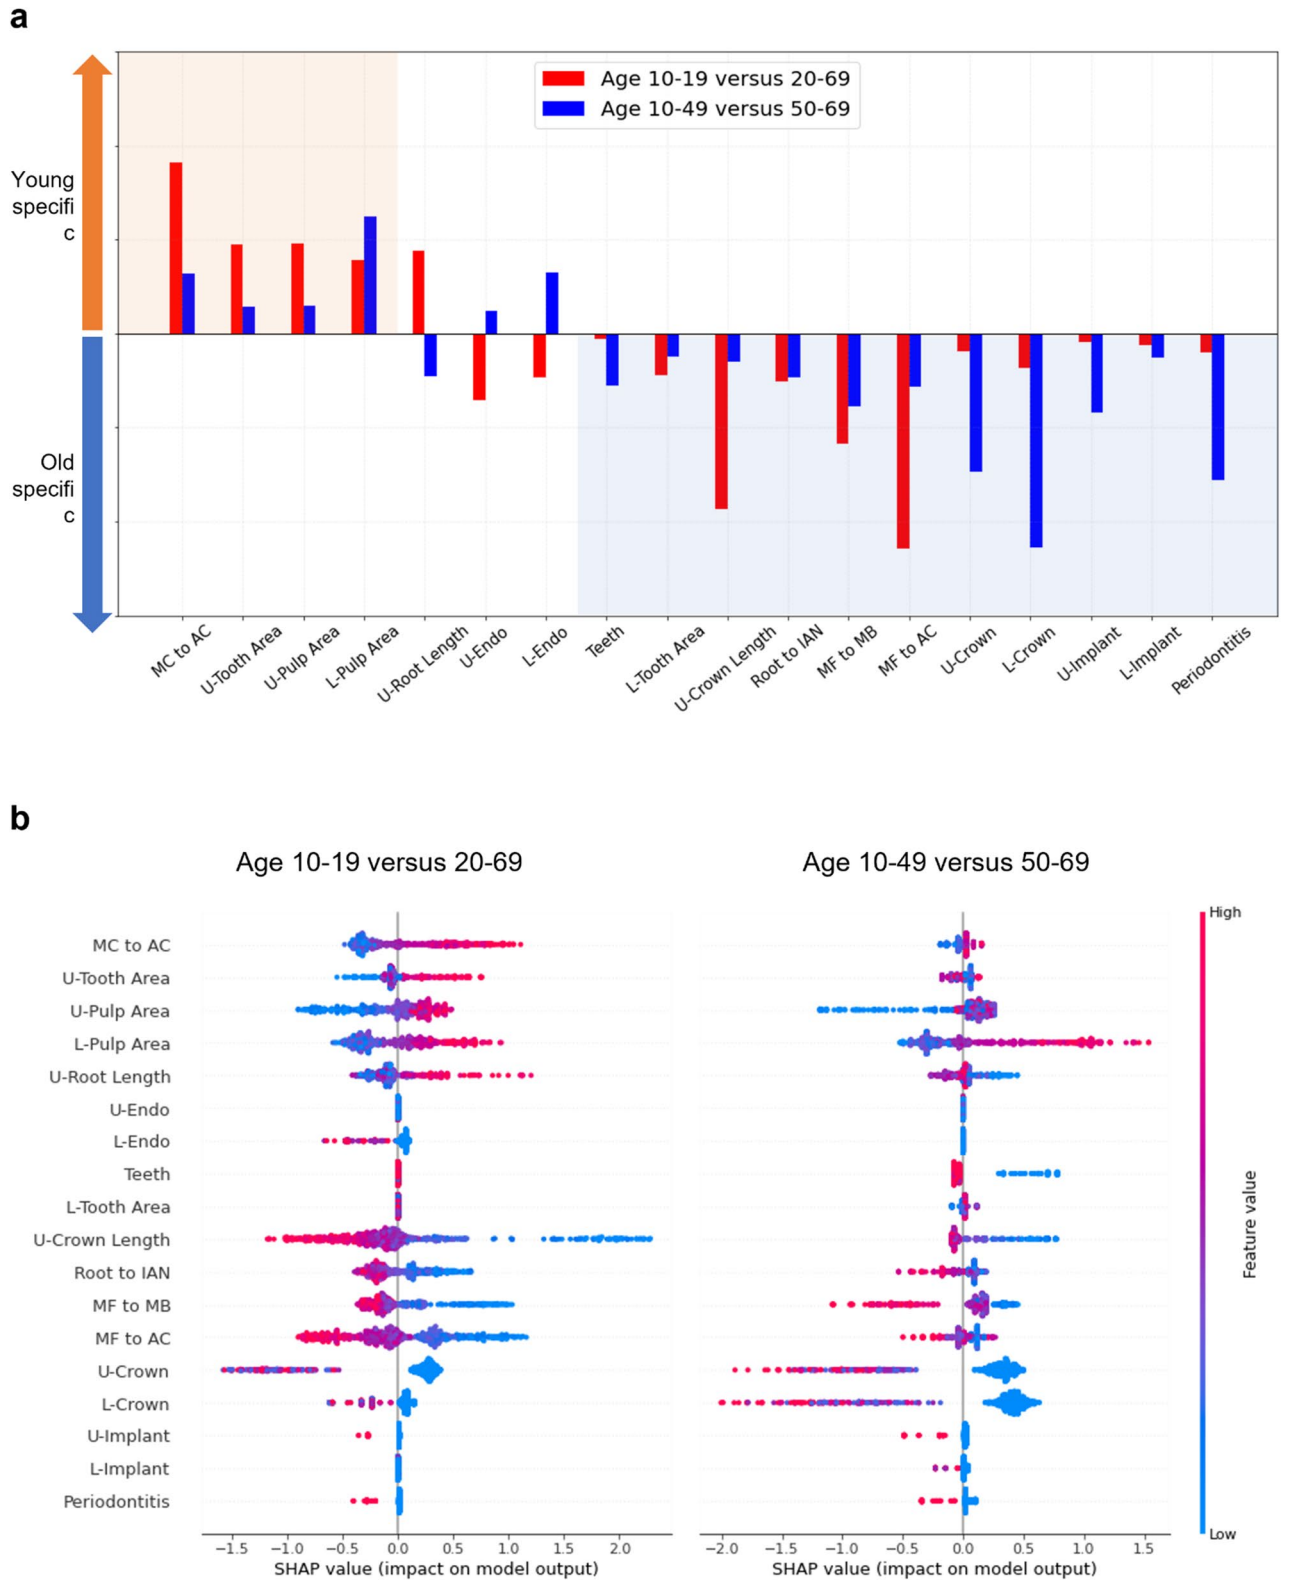 a
Age 10-19 versus 20-69
Age 10-49 versus 50-69
Young
specifi
c
Old
specifi
c
MC to AC
U-Tooth Area
U-Pulp Area
L-Pulp Area
U-Root Length
U-Endo
L-Endo
Teeth
L-Tooth Area
U-Crown Length
Root to IAN
MF to MB
MF to AC
U-Crown
L-Crown
U-Implant
L-Implant
Periodontitis
b
Age 10-19 versus 20-69
Age 10-49 versus 50-69
MC to AC
U-Tooth Area
U-Pulp Area
L-Pulp Area
U-Root Length
U-Endo
L-Endo
Teeth
L-Tooth Area
U-Crown Length
Root to IAN
MF to MB
MF to AC
U-Crown
L-Crown
U-Implant
L-Implant
Periodontitis
−1.5 −1.0 −0.5 0.0 0.5 1.0 1.5 2.0
SHAP value (impact on model output)
−2.0 −1.5 −1.0 −0.5 0.0 0.5 1.0 1.5
SHAP value (impact on model output)
High
Feature value
Low